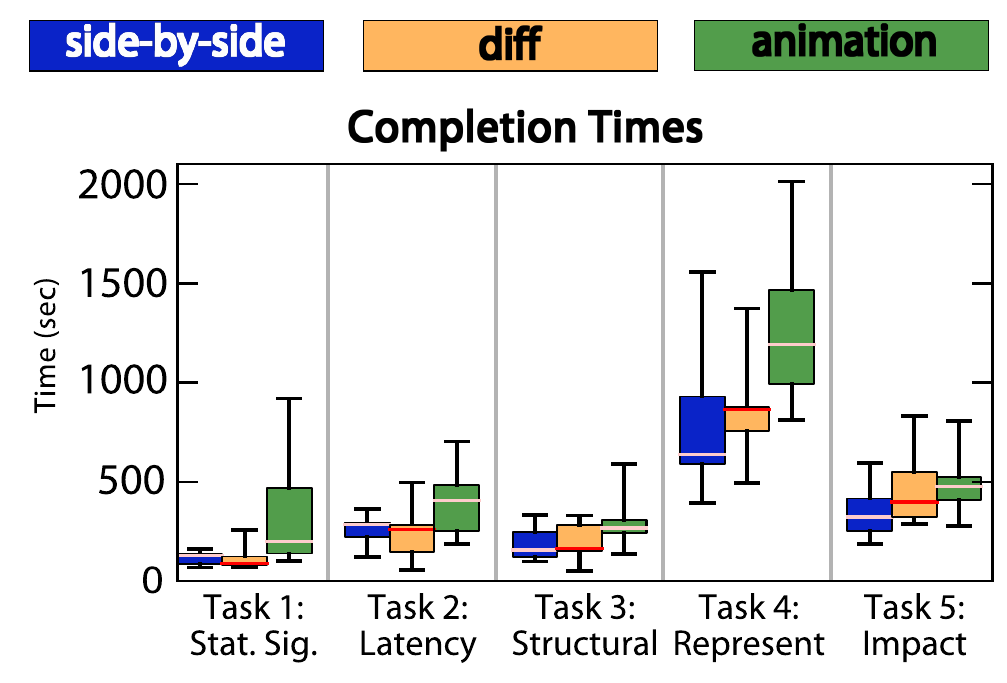 side-by-side diff animation
Completion Times
2000
1500
1000
500
0
Time (sec)
Task 1: Task 2: Task 3: Task 4: Task 5:
Stat. Sig. Latency Structural Represent Impact